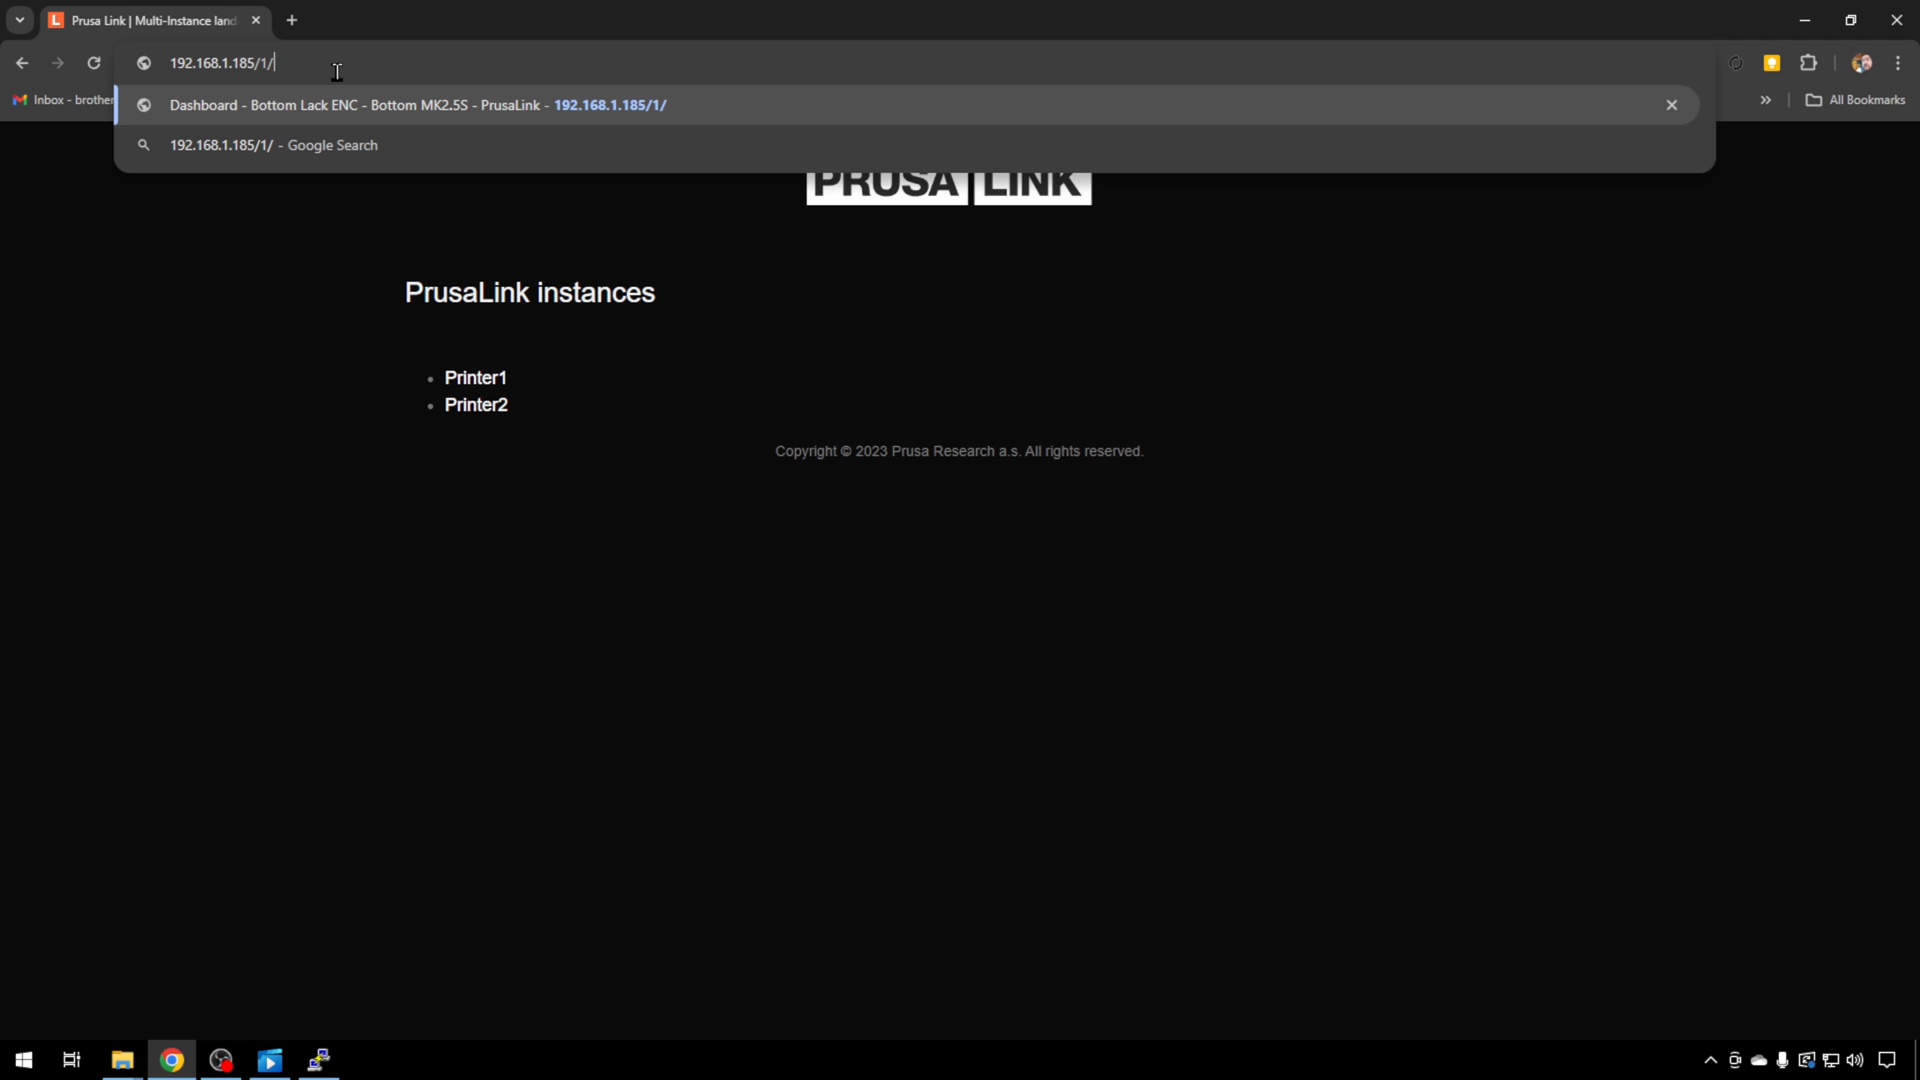 Prusa Link | Multi-Instance land
192.168.1.185/1/
Dashboard - Bottom Lack ENC - Bottom MK2.5S - PrusaLink - 192.168.1.185/1/
192.168.1.185/1/ - Google Search
Inbox - brother
All Bookmarks
PRUSA LINK
PrusaLink instances
Printer1
Printer2
Copyright © 2023 Prusa Research a.s. All rights reserved.